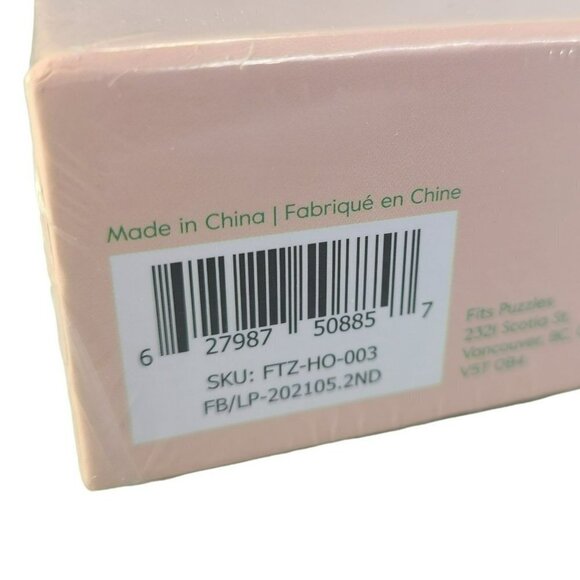 Made in China | Fabriqué en Chine
6 27987 50885 7
SKU: FTZ-HO-003
FB/LP-202105.2ND
Fits Puzzles
2321 Scotia St.
Vancouver, BC,
V5T 0B4